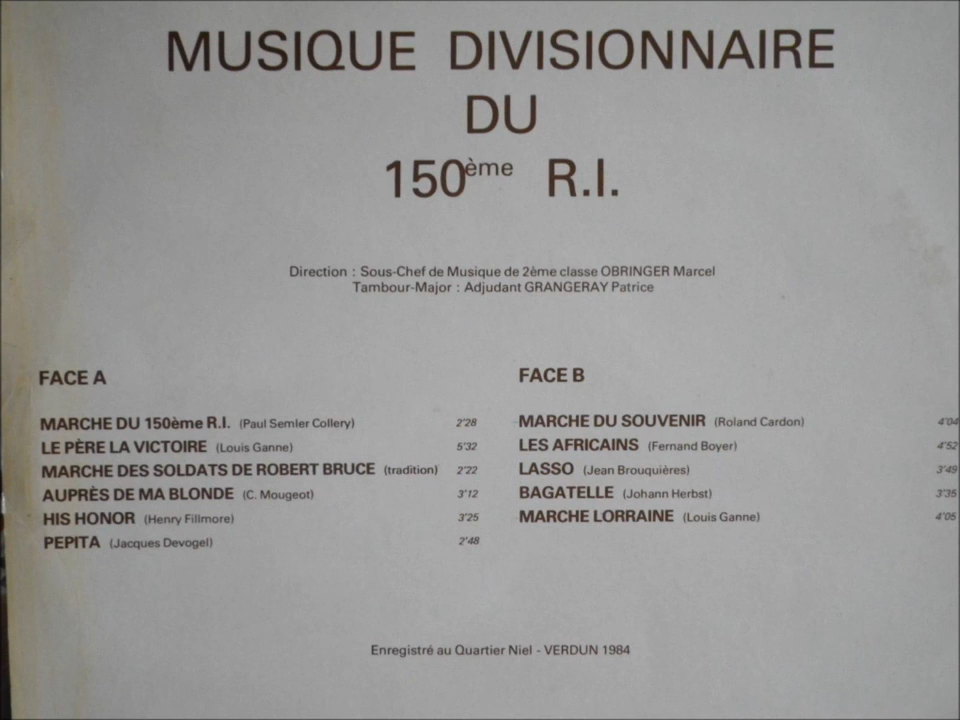 MUSIQUE DIVISIONNAIRE
DU
150ème R.I.
Direction : Sous-Chef de Musique de 2ème classe OBRINGER Marcel
Tambour-Major : Adjudant GRANGERAY Patrice
FACE A
MARCHE DU 150ème R.I. (Paul Semler Collery) 2'28
LE PÈRE LA VICTOIRE (Louis Ganne) 5'32
MARCHE DES SOLDATS DE ROBERT BRUCE (tradition) 2'22
AUPRÈS DE MA BLONDE (C. Mougeot) 3'12
HIS HONOR (Henry Fillmore) 3'25
PEPITA (Jacques Devogel) 2'48
FACE B
MARCHE DU SOUVENIR (Roland Cardon) 4'04
LES AFRICAINS (Fernand Boyer) 4'52
LASSO (Jean Brouquières) 3'49
BAGATELLE (Johann Herbst) 3'35
MARCHE LORRAINE (Louis Ganne) 4'05
Enregistré au Quartier Niel - VERDUN 1984